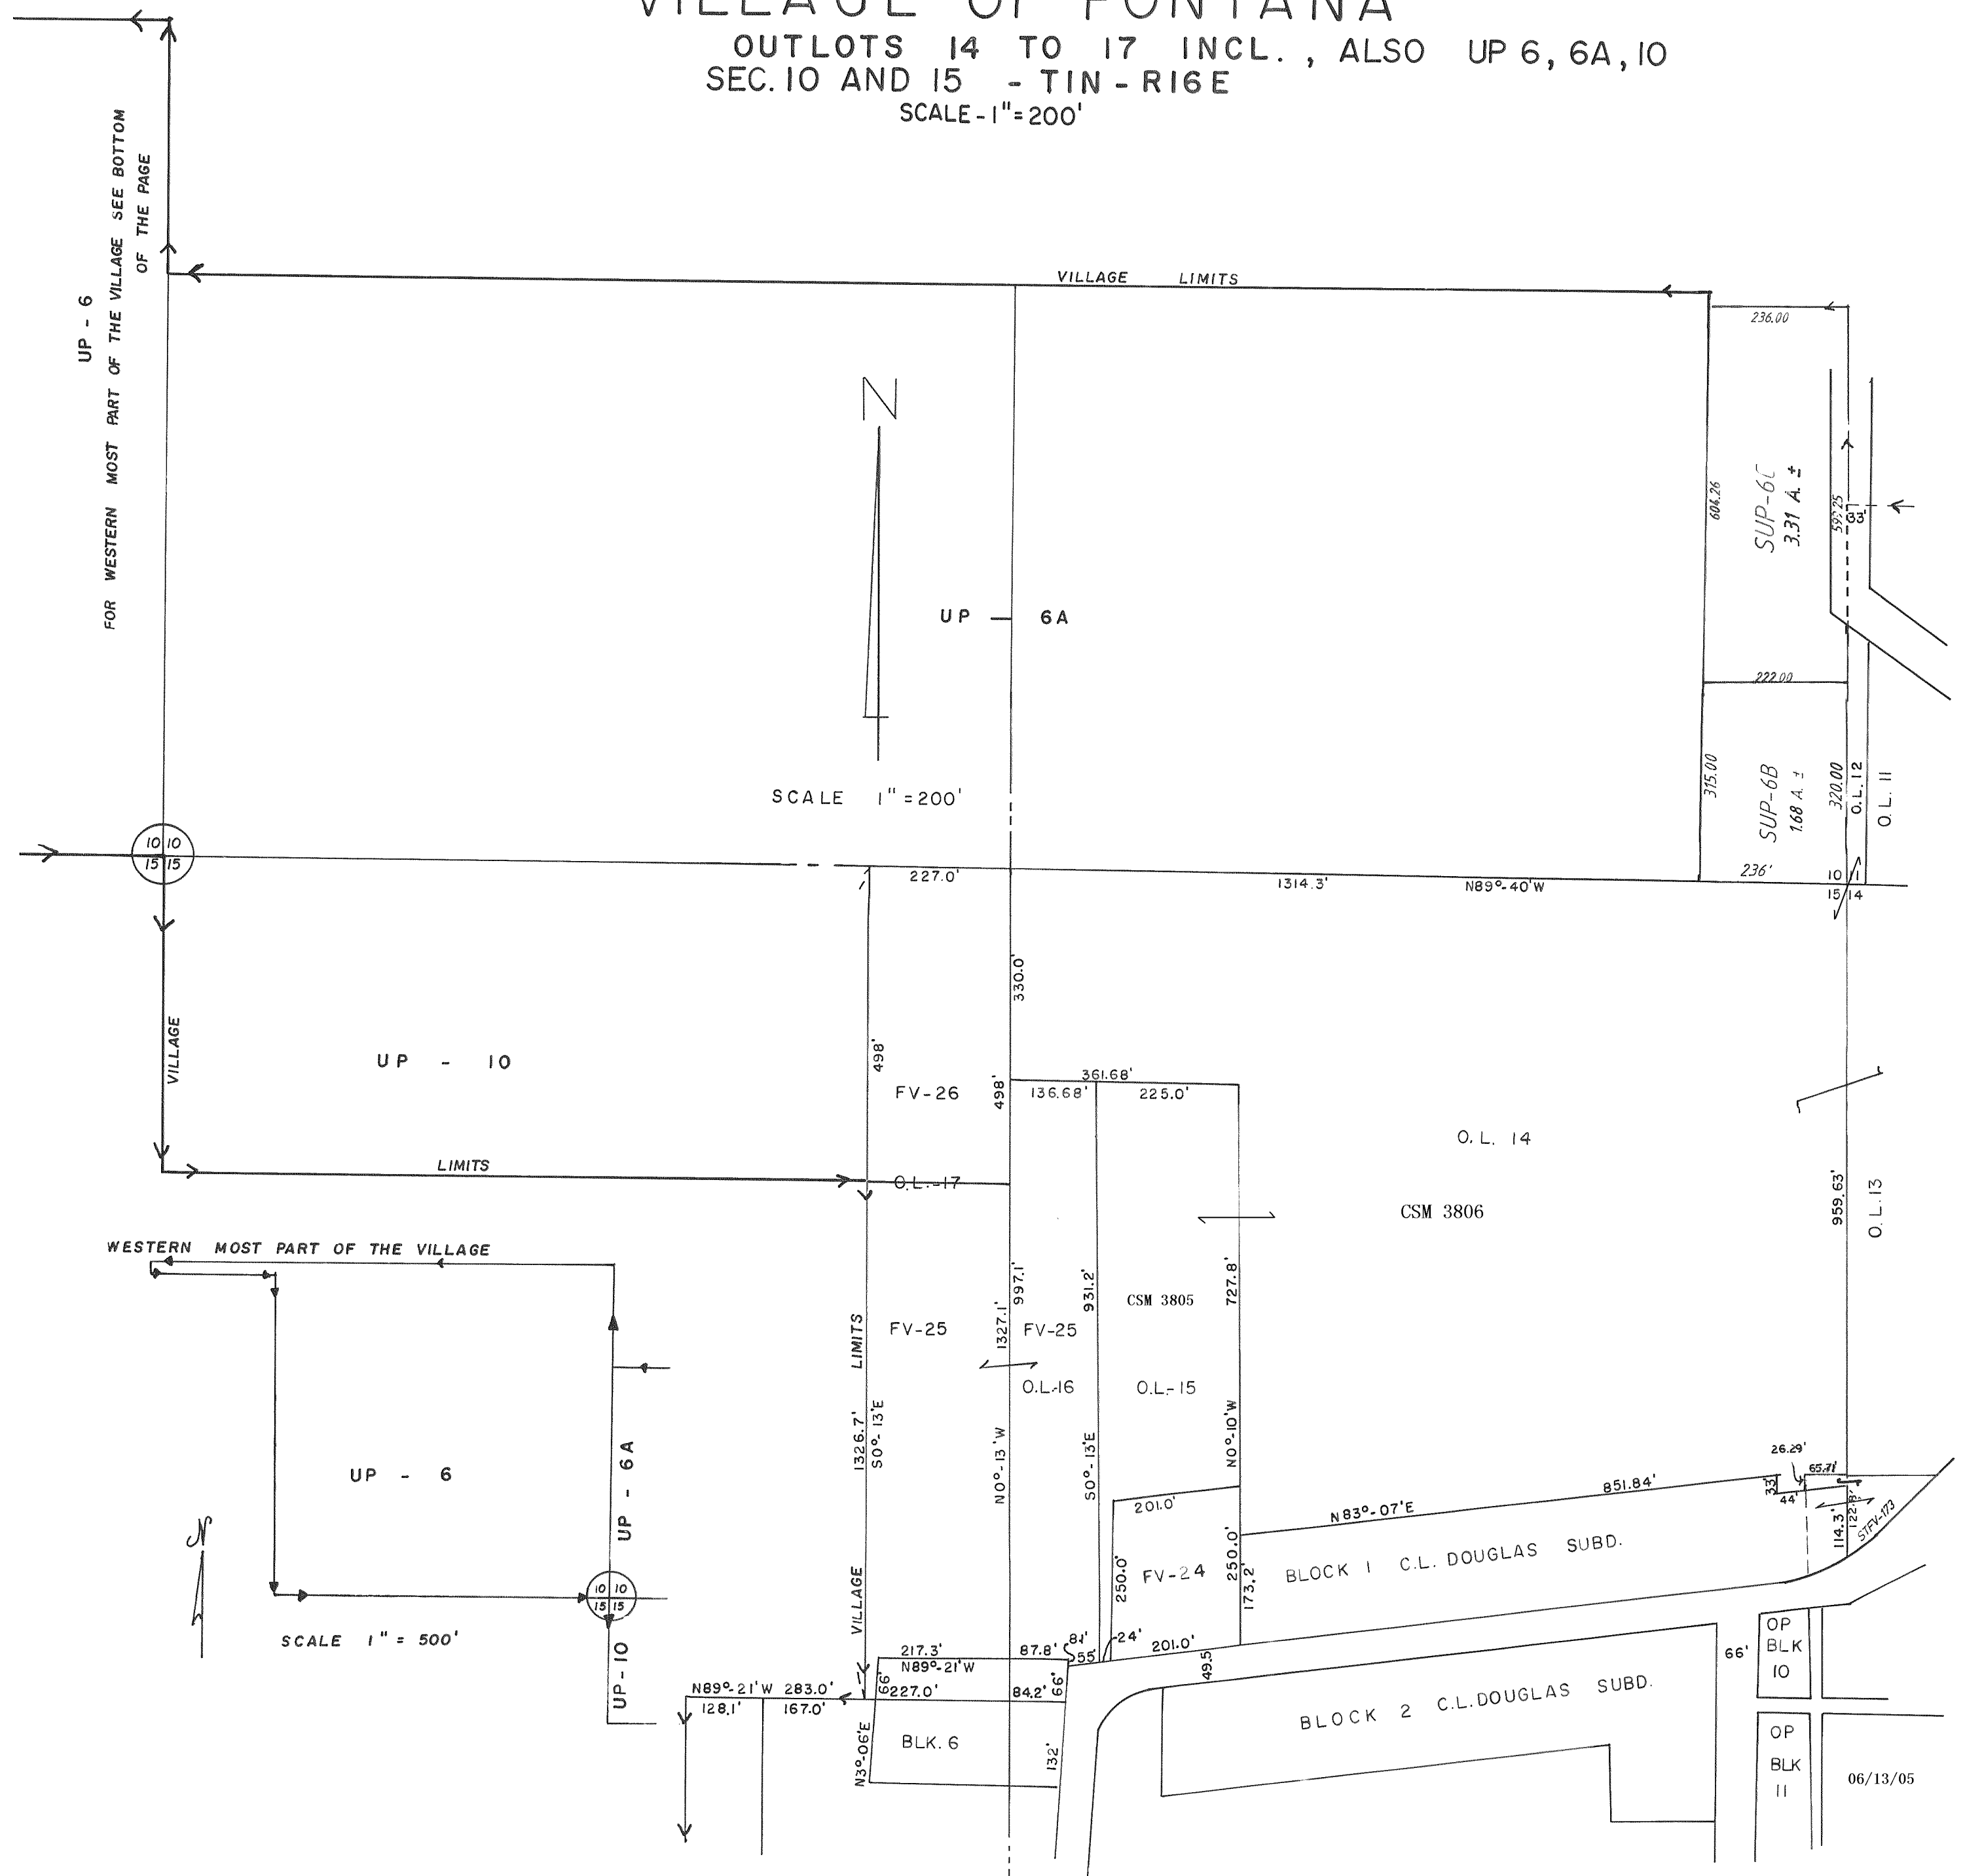 VILLAGE OF FONTANA
OUTLOTS 14 TO 17 INCL., ALSO UP 6, 6A, 10
SEC. 10 AND 15 - T1N - R16E
SCALE - 1" = 200'
UP - 6
FOR WESTERN MOST PART OF THE VILLAGE SEE BOTTOM
OF THE PAGE
VILLAGE LIMITS
236.00
N
604.26
SUP-6C
3.31 A. ±
33'
UP - 6A
222.00
SCALE 1" = 200'
315.00
SUP-6B
1.68 A. ±
320.00
O.L. 12
O.L. 11
10 10
15 15
227.0'
1314.3'
N89°-40'W
236'
10
15 14
330.0'
VILLAGE
UP - 10
498'
FV-26
498'
361.68'
136.68'
225.0'
O.L. 14
LIMITS
O.L.-17
CSM 3806
959.63'
O.L. 13
WESTERN MOST PART OF THE VILLAGE
997.1'
931.2'
727.8'
CSM 3805
LIMITS
FV-25
1327.1'
FV-25
O.L.-16
O.L.-15
1326.7'
S0°-13'E
N0°-13'W
S0°-13'E
N0°-10'W
UP - 6
UP - 6A
26.29'
65.71'
851.84'
33'
44'
201.0'
N83°-07'E
114.3'
122.8'
STFV-173
N
BLOCK 1 C.L. DOUGLAS SUBD.
250.0'
FV-24
250.0'
173.2'
10 10
15 15
VILLAGE
SCALE 1" = 500'
UP-10
217.3'
87.8'
81'
55'
24'
201.0'
49.5'
N89°-21'W
66'
66'
N89°-21'W 283.0'
227.0'
84.2'
128.1'
167.0'
N3°-06'E
BLK. 6
132'
BLOCK 2 C.L. DOUGLAS SUBD.
66'
OP
BLK
10
OP
BLK
11
06/13/05